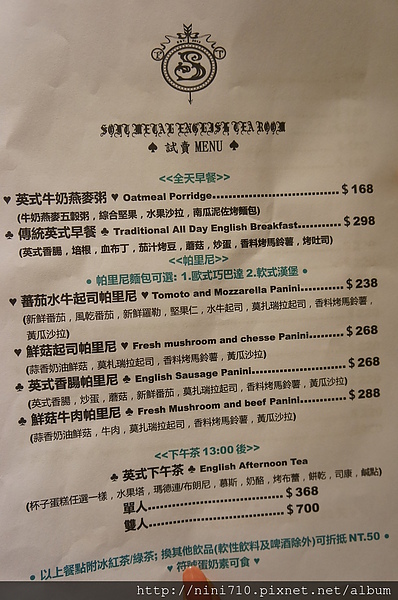 S
SOFT METAL ENGLISH TEA ROOM
♠ 試賣 MENU ♠
<<全天早餐>>
♥ 英式牛奶燕麥粥 ♥ Oatmeal Porridge..............................$168
(牛奶燕麥五穀粥，綜合堅果，水果沙拉，南瓜泥佐烤麵包)
♣ 傳統英式早餐 ♣ Traditional All Day English Breakfast..........$298
(英式香腸，培根，血布丁，茄汁烤豆，蘑菇，炒蛋，香料烤馬鈴薯，烤吐司)
<<帕里尼>>
• 帕里尼麵包可選: 1.歐式巧巴達 2.軟式漢堡 •
♥ 蕃茄水牛起司帕里尼 ♥ Tomoto and Mozzarella Panini..........$238
(新鮮番茄，風乾番茄，新鮮羅勒，堅果仁，水牛起司，莫扎瑞拉起司，香料烤馬鈴薯，
黃瓜沙拉)
♥ 鮮菇起司帕里尼 ♥ Fresh mushroom and chesse Panini..........$268
(蒜香奶油鮮菇，莫札瑞拉起司，香料烤馬鈴薯，黃瓜沙拉)
♣ 英式香腸帕里尼 ♣ English Sausage Panini..............................$268
(英式香腸，炒蛋，蘑菇，新鮮番茄，莫扎瑞拉起司，香料烤馬鈴薯，黃瓜沙拉)
♣ 鮮菇牛肉帕里尼 ♣ Fresh Mushroom and beef Panini..........$288
(蒜香奶油鮮菇，牛肉，莫扎瑞拉起司，香料烤馬鈴薯，黃瓜沙拉)
<<下午茶 13:00 後>>
♣ 英式下午茶 ♣ English Afternoon Tea
(杯子蛋糕任選一樣，水果塔，瑪德連/布朗尼，慕斯，奶酪，烤布蕾，餅乾，司康，鹹點)
單人..............................$368
雙人..............................$700
• 以上餐點附冰紅茶/綠茶; 換其他飲品(軟性飲料及啤酒除外)可折抵 NT.50 •
♥ 符號蛋奶素可食 ♥
http://nini710.pixnet.net/album